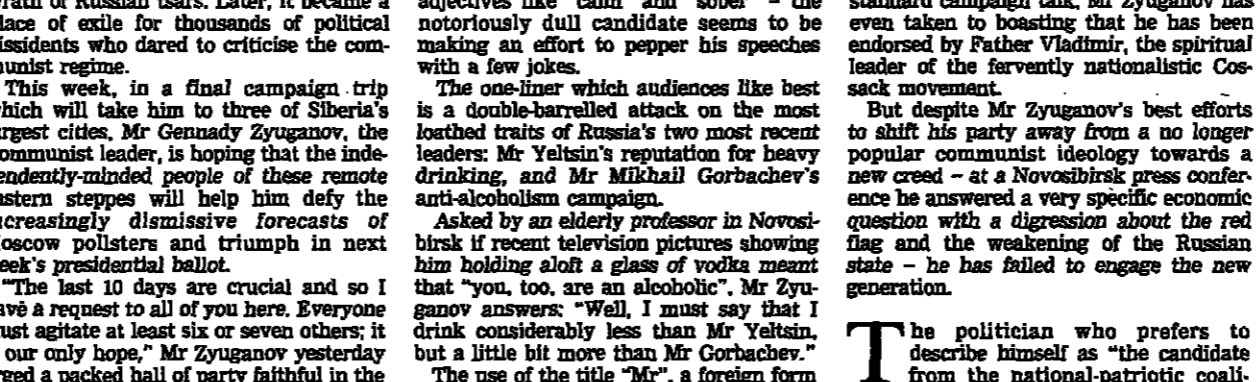 of Russian tsars. Later, it became a
place of exile for thousands of political
dissidents who dared to criticise the com-
munist regime.
This week, in a final campaign trip
which will take him to three of Siberia's
largest cities, Mr Gennady Zyuganov, the
communist leader, is hoping that the inde-
pendently-minded people of these remote
eastern steppes will help him defy the
increasingly dismissive forecasts of
Moscow pollsters and triumph in next
week's presidential ballot.
"The last 10 days are crucial and so I
have a request to all of you here. Everyone
must agitate at least six or seven others; it
our only hope," Mr Zyuganov yesterday
urged a packed hall of party faithful in the
adjectives like "calm" and "sober" – the
notoriously dull candidate seems to be
making an effort to pepper his speeches
with a few jokes.
The one-liner which audiences like best
is a double-barrelled attack on the most
loathed traits of Russia's two most recent
leaders: Mr Yeltsin's reputation for heavy
drinking, and Mr Mikhail Gorbachev's
anti-alcoholism campaign.
Asked by an elderly professor in Novosi-
birsk if recent television pictures showing
him holding aloft a glass of vodka meant
that "you, too, are an alcoholic", Mr Zyu-
ganov answers: "Well, I must say that I
drink considerably less than Mr Yeltsin,
but a little bit more than Mr Gorbachev."
The use of the title "Mr", a foreign form
standard campaign talk, Mr Zyuganov has
even taken to boasting that he has been
endorsed by Father Vladimir, the spiritual
leader of the fervently nationalistic Cos-
sack movement.
But despite Mr Zyuganov's best efforts
to shift his party away from a no longer
popular communist ideology towards a
new creed – at a Novosibirsk press confer-
ence he answered a very specific economic
question with a digression about the red
flag and the weakening of the Russian
state – he has failed to engage the new
generation.
The politician who prefers to
describe himself as "the candidate
from the national-patriotic coali-